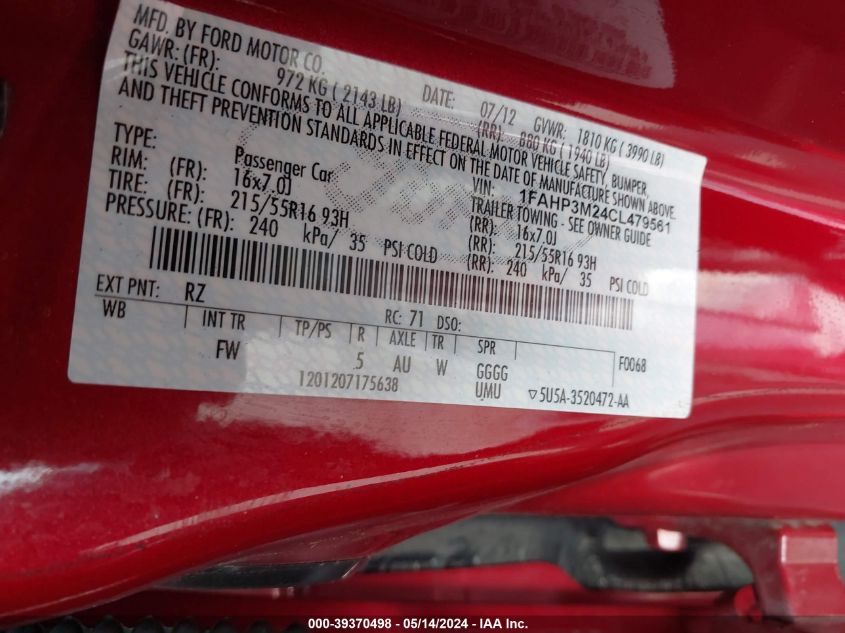 MFD. BY FORD MOTOR CO.
DATE: 07/12 GVWR: 1810 KG ( 3990 LB)
GAWR: (FR): 972 KG ( 2143 LB) (RR): 880 KG ( 1940 LB)
THIS VEHICLE CONFORMS TO ALL APPLICABLE FEDERAL MOTOR VEHICLE SAFETY, BUMPER,
AND THEFT PREVENTION STANDARDS IN EFFECT ON THE DATE OF MANUFACTURE SHOWN ABOVE.
VIN: 1FAHP3M24CL479561
TYPE: Passenger Car TRAILER TOWING - SEE OWNER GUIDE
RIM: (FR): 16x7.0J (RR): 16x7.0J
TIRE: (FR): 215/55R16 93H (RR): 215/55R16 93H
PRESSURE: (FR): 240 kPa/ 35 PSI COLD (RR): 240 kPa/ 35 PSI COLD
EXT PNT: RZ RC: 71 DSO:
WB INT TR TP/PS R AXLE TR SPR F0068
FW 5 AU W GGGG
1201207175638 UMU ▽5U5A-3520472-AA
000-39370498 - 05/14/2024 - IAA Inc.